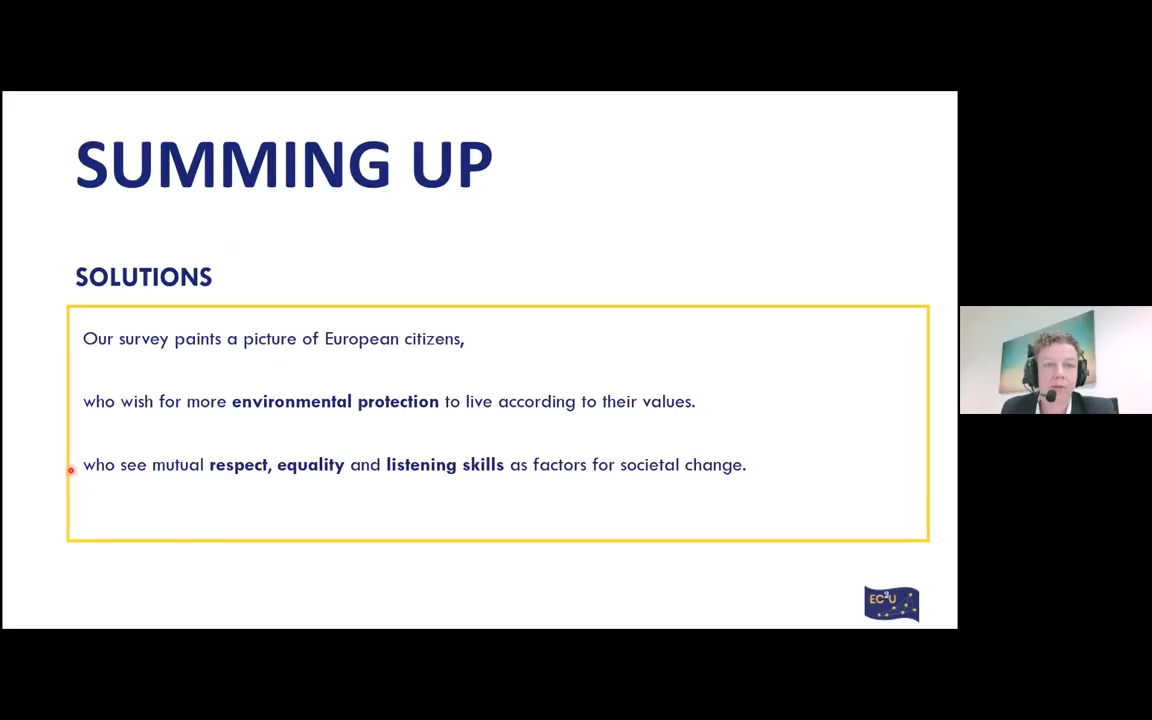 SUMMING UP
SOLUTIONS
Our survey paints a picture of European citizens,
who wish for more environmental protection to live according to their values.
who see mutual respect, equality and listening skills as factors for societal change.
EC²U